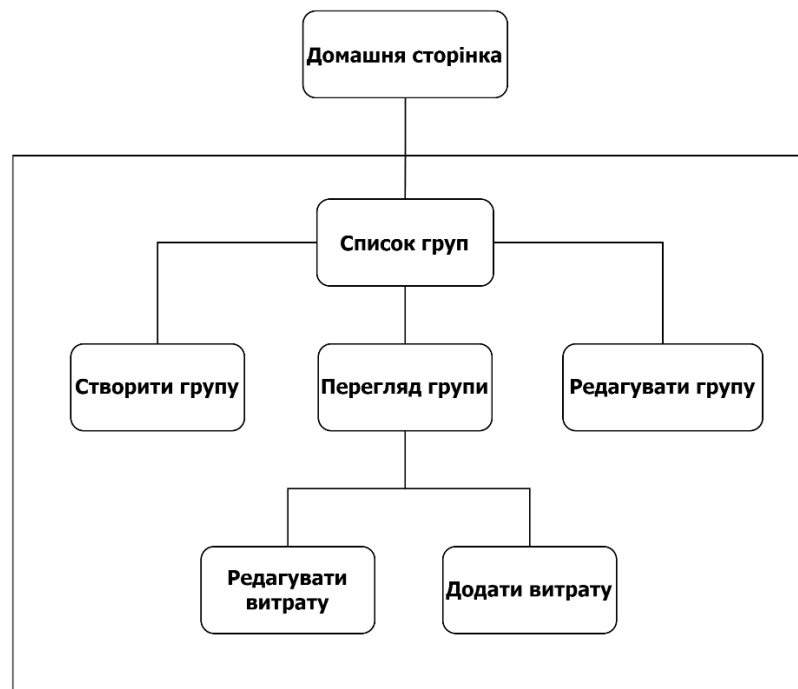 Домашня сторінка
Список груп
Створити групу
Перегляд групи
Редагувати групу
Редагувати
витрату
Додати витрату